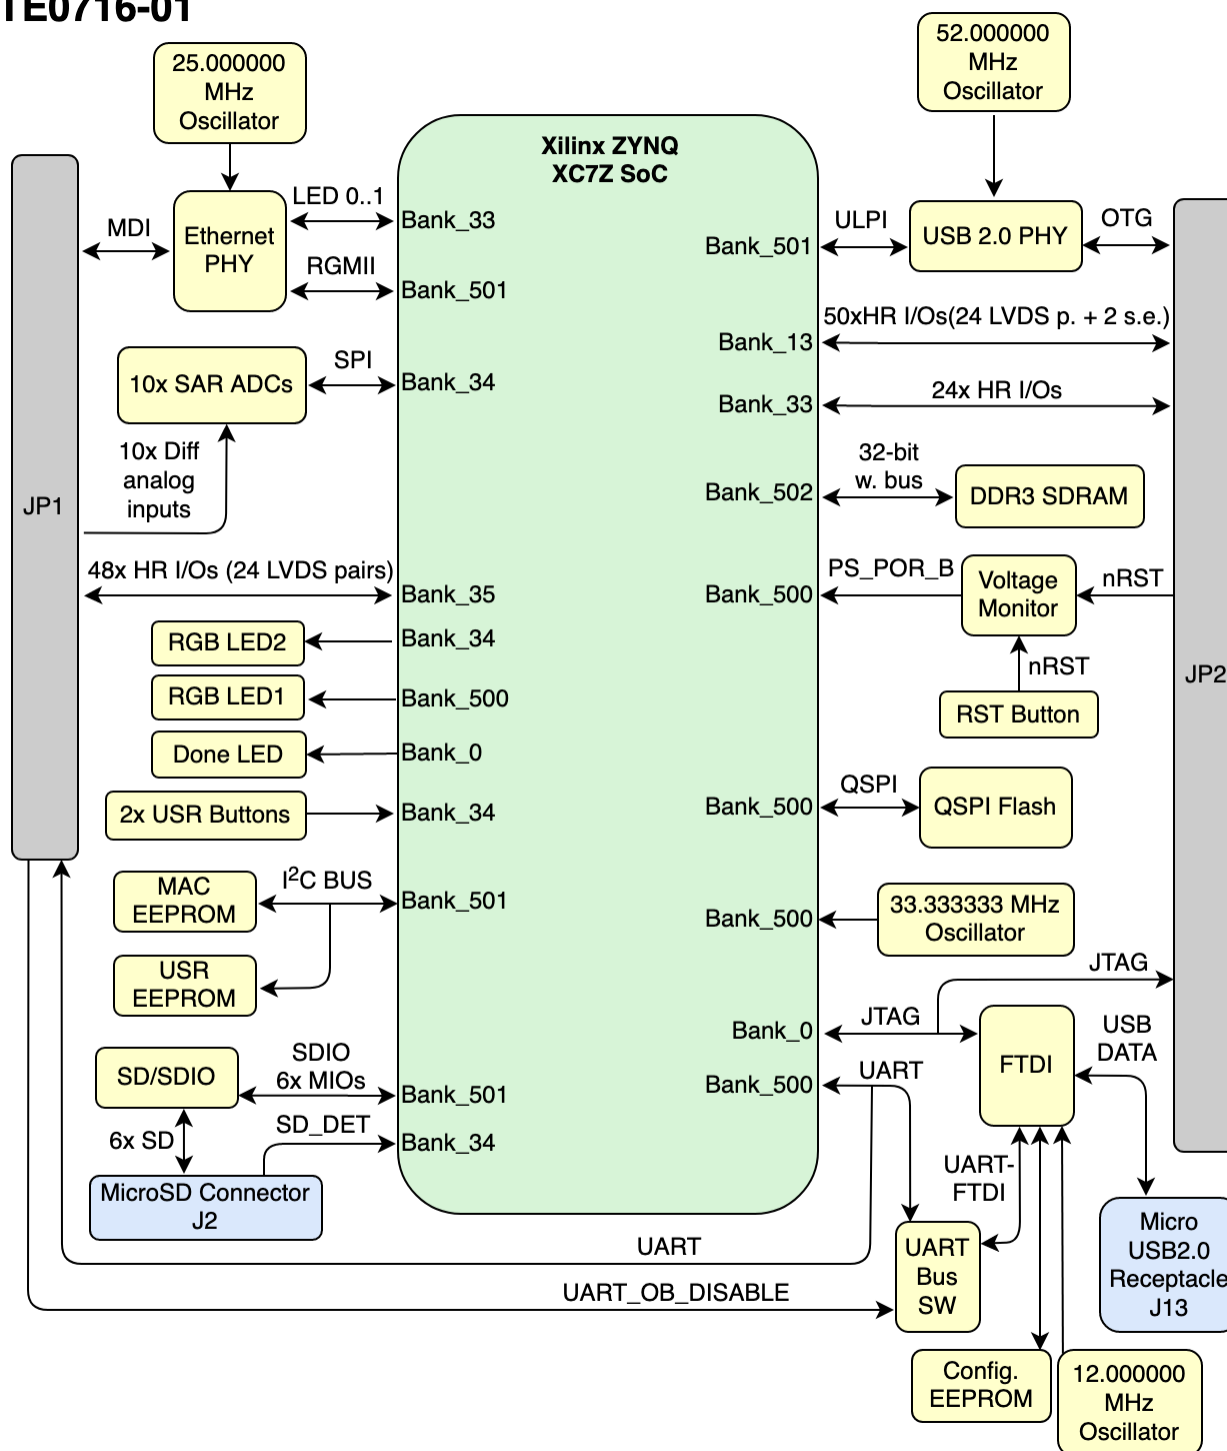 TE0716-01
25.000000
MHz
Oscillator
52.000000
MHz
Oscillator
Xilinx ZYNQ
XC7Z SoC
JP1
MDI
Ethernet
PHY
LED 0..1
Bank_33
RGMII
Bank_501
Bank_501
ULPI
USB 2.0 PHY
OTG
50xHR I/Os(24 LVDS p. + 2 s.e.)
Bank_13
10x SAR ADCs
SPI
Bank_34
Bank_33
24x HR I/Os
10x Diff
analog
inputs
Bank_502
32-bit
w. bus
DDR3 SDRAM
48x HR I/Os (24 LVDS pairs)
Bank_35
Bank_500
PS_POR_B
Voltage
Monitor
nRST
nRST
RST Button
JP2
RGB LED2
Bank_34
RGB LED1
Bank_500
Done LED
Bank_0
2x USR Buttons
Bank_34
Bank_500
QSPI
QSPI Flash
MAC
EEPROM
I²C BUS
Bank_501
USR
EEPROM
Bank_500
33.333333 MHz
Oscillator
JTAG
Bank_0
JTAG
FTDI
USB
DATA
SD/SDIO
SDIO
6x MIOs
Bank_501
Bank_500
UART
6x SD
SD_DET
Bank_34
MicroSD Connector
J2
UART-
FTDI
UART
UART_OB_DISABLE
UART
Bus
SW
Micro
USB2.0
Receptacle
J13
Config.
EEPROM
12.000000
MHz
Oscillator